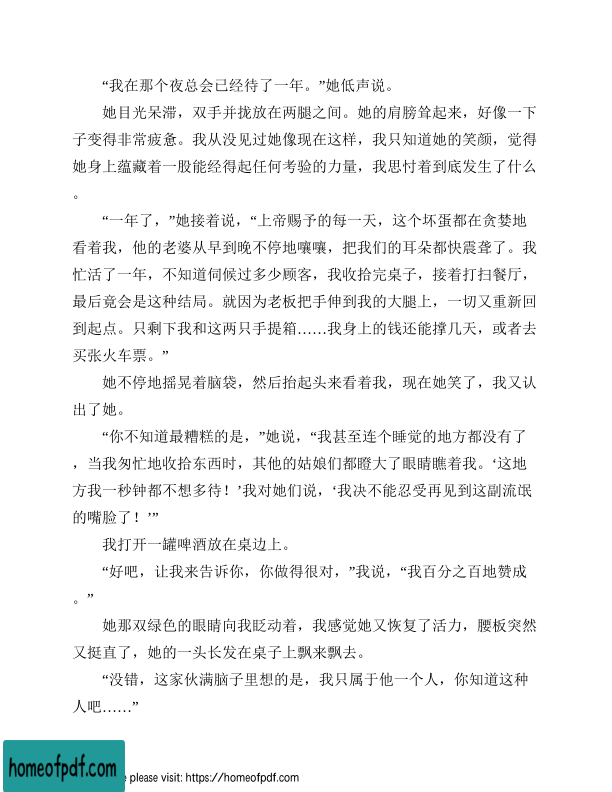 “我在那个夜总会已经待了一年。”她低声说。
她目光呆滞，双手并拢放在两腿之间。她的肩膀耸起来，好像一下
子变得非常疲惫。我从没见过她像现在这样，我只知道她的笑颜，觉得
她身上蕴藏着一股能经得起任何考验的力量，我思忖着到底发生了什么
。
“一年了，”她接着说，“上帝赐予的每一天，这个坏蛋都在贪婪地
看着我，他的老婆从早到晚不停地嚷嚷，把我们的耳朵都快震聋了。我
忙活了一年，不知道伺候过多少顾客，我收拾完桌子，接着打扫餐厅，
最后竟会是这种结局。就因为老板把手伸到我的大腿上，一切又重新回
到起点。只剩下我和这两只手提箱……我身上的钱还能撑几天，或者去
买张火车票。”
她不停地摇晃着脑袋，然后抬起头来看着我，现在她笑了，我又认
出了她。
“你不知道最糟糕的是，”她说，“我甚至连个睡觉的地方都没有了
，当我匆忙地收拾东西时，其他的姑娘们都瞪大了眼睛瞧着我。‘这地
方我一秒钟都不想多待！’我对她们说，‘我决不能忍受再见到这副流氓
的嘴脸了！’”
我打开一罐啤酒放在桌边上。
“好吧，让我来告诉你，你做得很对，”我说，“我百分之百地赞成
。”
她那双绿色的眼睛向我眨动着，我感觉她又恢复了活力，腰板突然
又挺直了，她的一头长发在桌子上飘来飘去。
“没错，这家伙满脑子里想的是，我只属于他一个人，你知道这种
人吧……”
homeofpdf.com
e please visit: https://homeofpdf.com